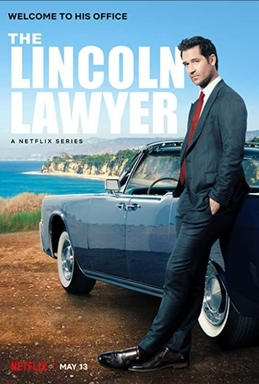 WELCOME TO HIS OFFICE
THE
LINCOLN
LAWYER
A NETFLIX SERIES
NETFLIX MAY 13